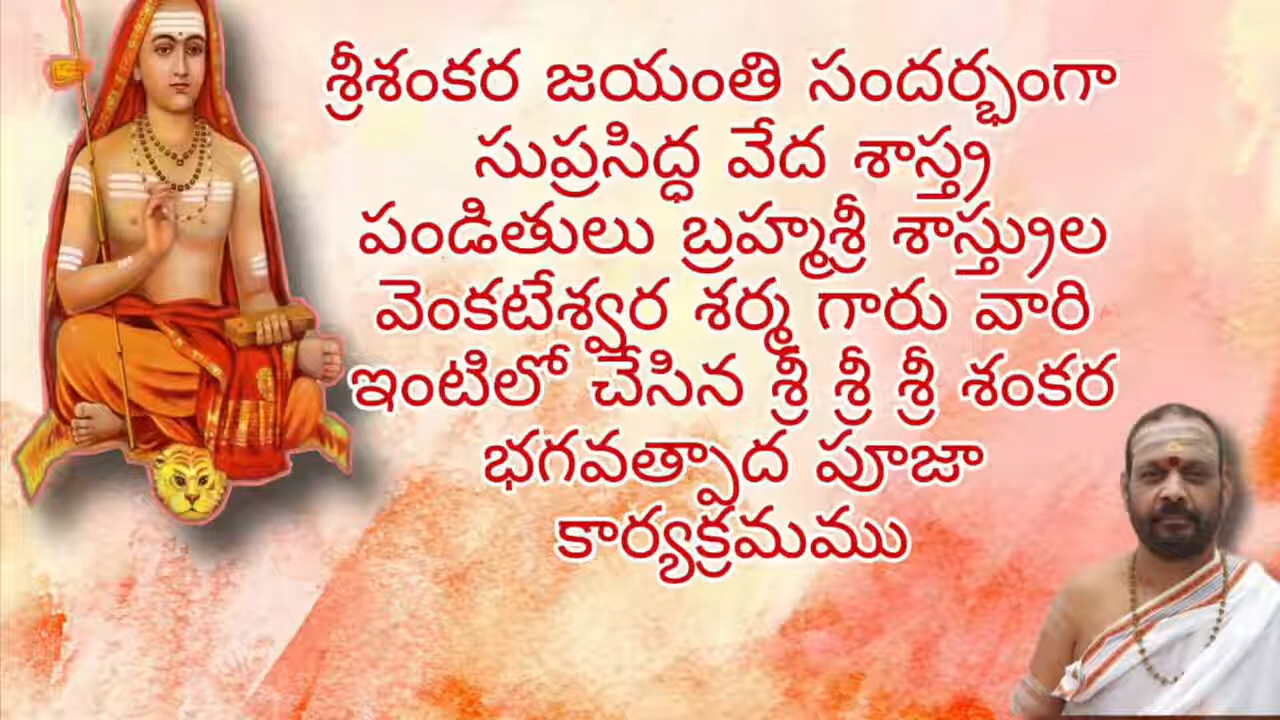 శ్రీశంకర జయంతి సందర్భంగా
సుప్రసిద్ధ వేద శాస్త్ర
పండితులు బ్రహ్మశ్రీ శాస్త్రుల
వెంకటేశ్వర శర్మ గారు వారి
ఇంటిలో చేసిన శ్రీ శ్రీ శ్రీ శంకర
భగవత్పాద పూజా
కార్యక్రమము